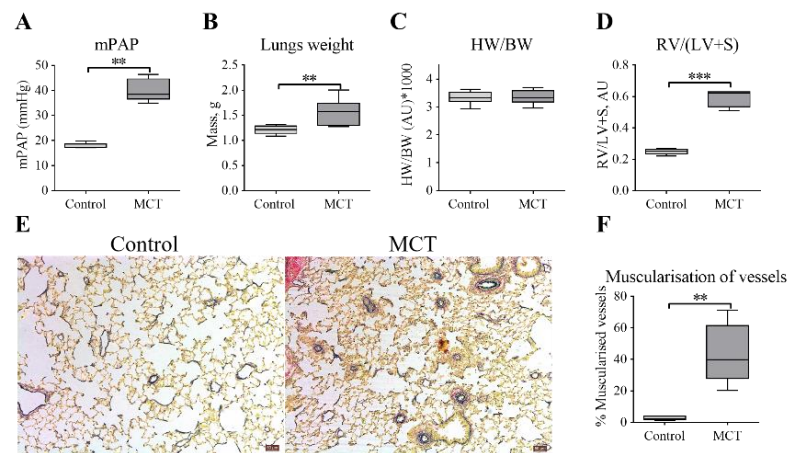 A
mPAP
**
mPAP (mmHg)
50
40
30
20
10
0
Control
MCT
B
Lungs weight
**
Mass, g
2.5
2.0
1.5
1.0
0.5
0.0
Control
MCT
C
HW/BW
HW/BW (AU)*1000
4
3
2
1
0
Control
MCT
D
RV/(LV+S)
***
RV/LV+S, AU
0.8
0.6
0.4
0.2
0.0
Control
MCT
E
Control
MCT
F
Muscularisation of vessels
**
% Muscularised vessels
80
60
40
20
0
Control
MCT